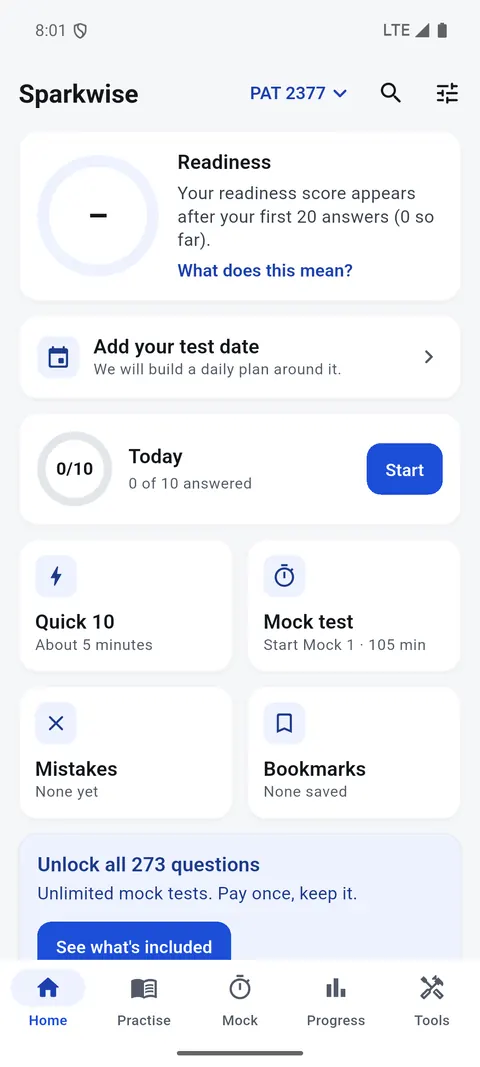 8:01
LTE
Sparkwise
PAT 2377
Readiness
–
Your readiness score appears
after your first 20 answers (0 so
far).
What does this mean?
Add your test date
We will build a daily plan around it.
0/10
Today
0 of 10 answered
Start
Quick 10
About 5 minutes
Mock test
Start Mock 1 · 105 min
Mistakes
None yet
Bookmarks
None saved
Unlock all 273 questions
Unlimited mock tests. Pay once, keep it.
See what's included
Home
Practise
Mock
Progress
Tools